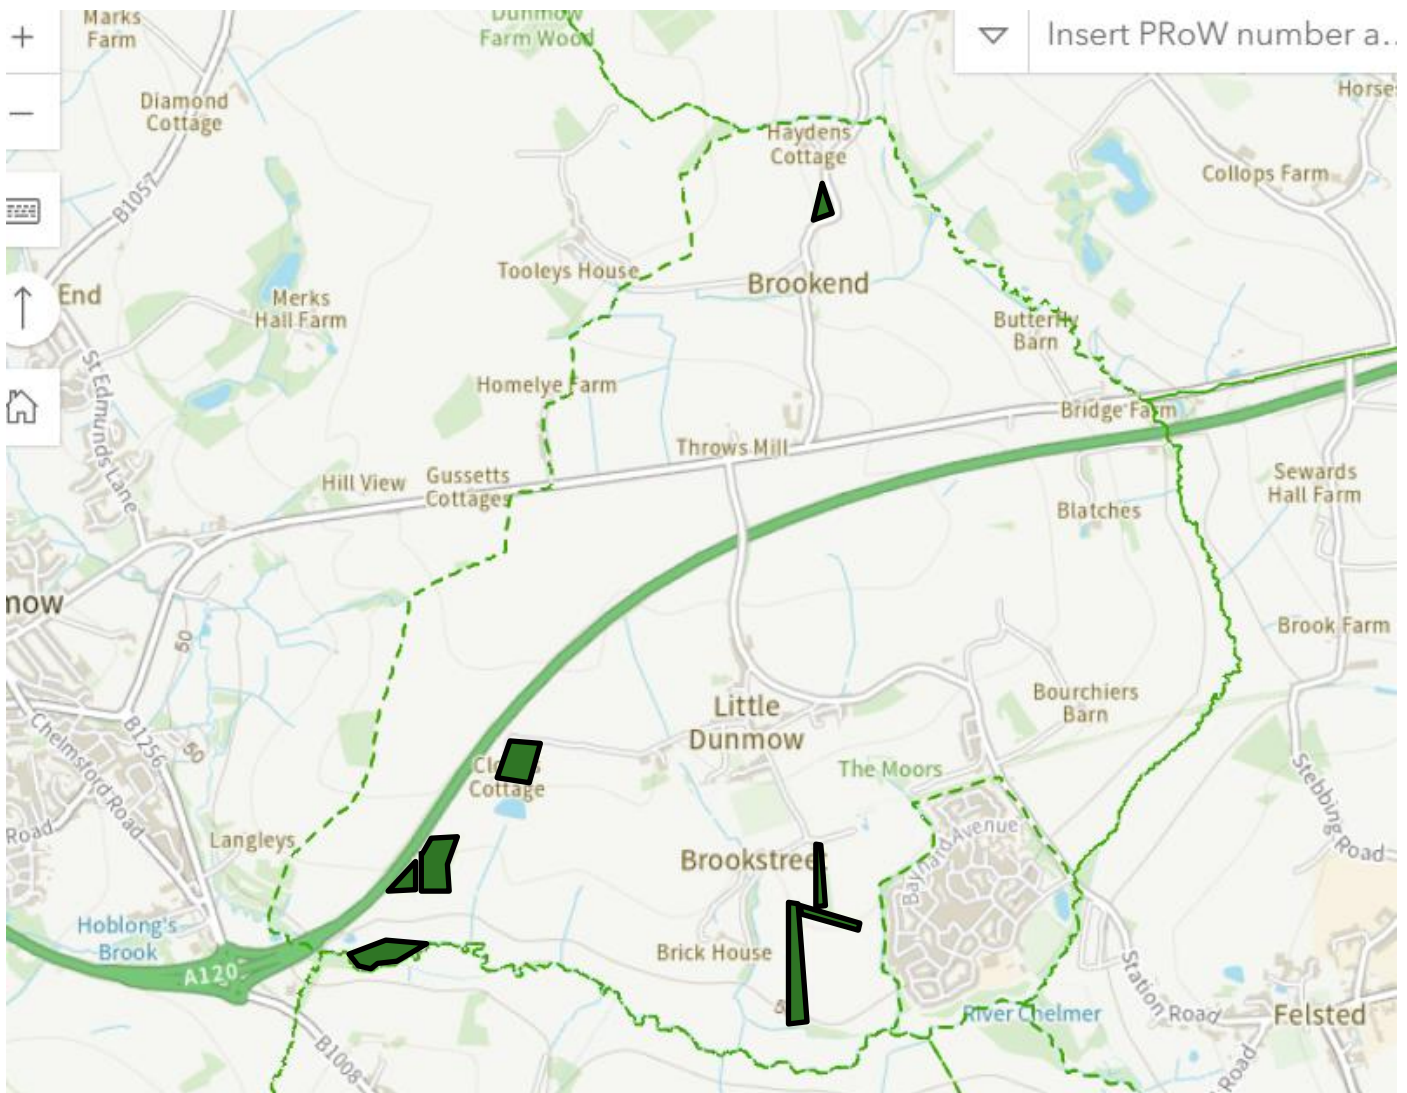 Marks
Farm
Dunmow
Farm Wood
Insert PRoW number a..
+
−
Diamond
Cottage
Haydens
Cottage
Collops Farm
B1057
Tooleys House
Brookend
End
Merks
Hall Farm
Butterfly
Barn
St Edmunds Lane
Homelye Farm
Bridge Farm
Throws Mill
Hill View
Gussetts
Cottages
Sewards
Hall Farm
Blatches
50
Brook Farm
Little
Dunmow
Bourchiers
Barn
Chelmsford Road
B1256
50
Cottage
The Moors
Stebbing Road
Road
Langleys
Brookstree
Baynard Avenue
Hoblong's
Brook
Brick House
A120
Station Road
River Chelmer
Felsted
B1008
Road